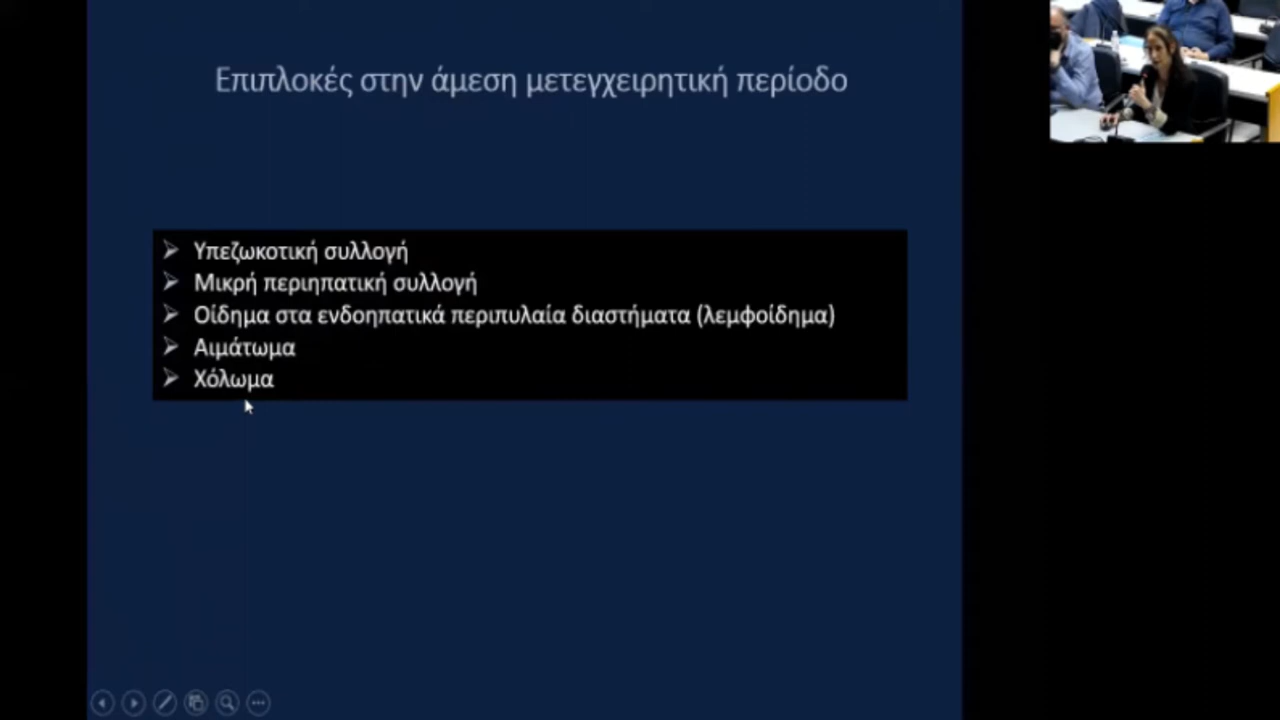 Επιπλοκές στην άμεση μετεγχειρητική περίοδο
Υπεζωκοτική συλλογή
Μικρή περιηπατική συλλογή
Οίδημα στα ενδοηπατικά περιπυλαία διαστήματα (λεμφοίδημα)
Αιμάτωμα
Χόλωμα